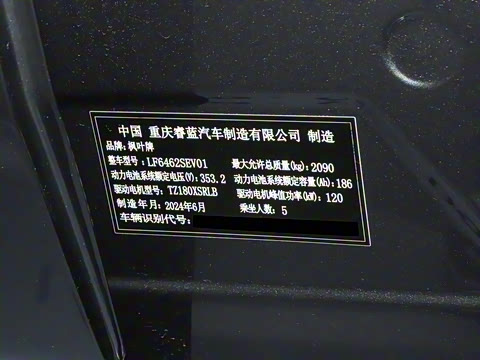 中国 重庆睿蓝汽车制造有限公司 制造
品牌: 枫叶牌
整车型号: LF6462SEV01 最大允许总质量(kg): 2090
动力电池系统额定电压(V): 353.2 动力电池系统额定容量(Ah): 186
驱动电机型号: TZ180XSRLB 驱动电机峰值功率(kW): 120
制造年月: 2024年6月 乘坐人数: 5
车辆识别代号: